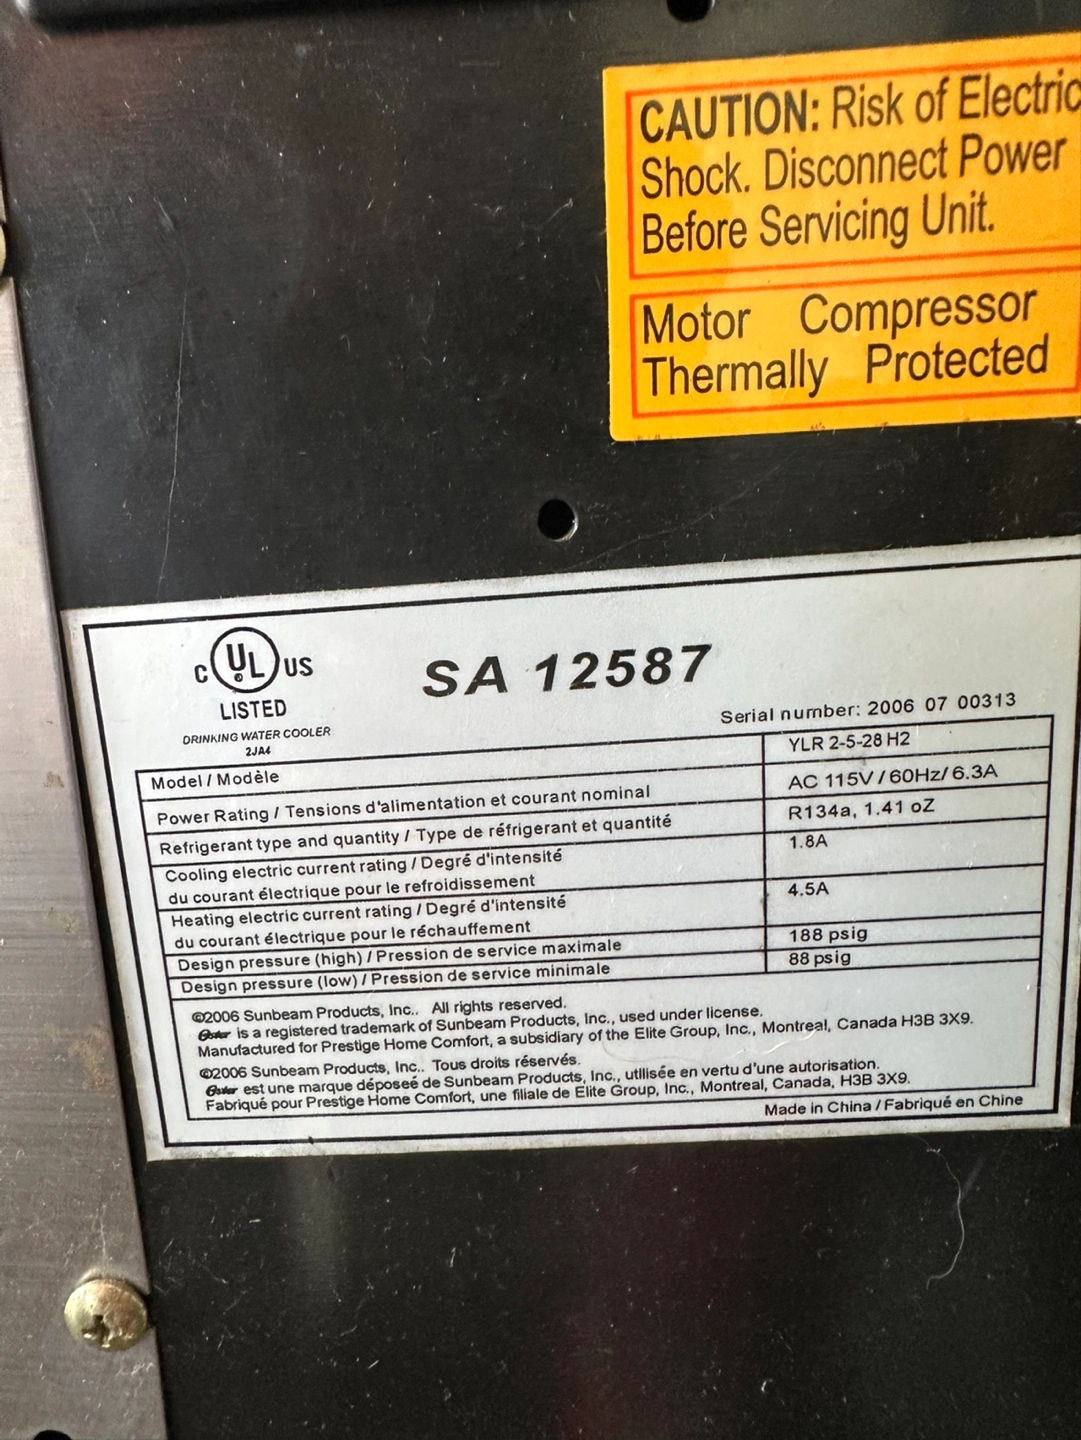 CAUTION: Risk of Electric
Shock. Disconnect Power
Before Servicing Unit.
Motor Compressor
Thermally Protected
C UL US
LISTED
DRINKING WATER COOLER
2JA4
SA 12587
Serial number: 2006 07 00313
Model / Modèle YLR 2-5-28 H2
Power Rating / Tensions d'alimentation et courant nominal AC 115V / 60Hz/ 6.3A
Refrigerant type and quantity / Type de réfrigerant et quantité R134a, 1.41 oZ
Cooling electric current rating / Degré d'intensité 1.8A
du courant électrique pour le refroidissement
Heating electric current rating / Degré d'intensité 4.5A
du courant électrique pour le réchauffement
Design pressure (high) / Pression de service maximale 188 psig
Design pressure (low) / Pression de service minimale 88 psig
©2006 Sunbeam Products, Inc.. All rights reserved.
Oster is a registered trademark of Sunbeam Products, Inc., used under license.
Manufactured for Prestige Home Comfort, a subsidiary of the Elite Group, Inc., Montreal, Canada H3B 3X9.
©2006 Sunbeam Products, Inc.. Tous droits réservés.
Oster est une marque déposeé de Sunbeam Products, Inc., utilisée en vertu d'une autorisation.
Fabriqué pour Prestige Home Comfort, une filiale de Elite Group, Inc., Montreal, Canada, H3B 3X9.
Made in China / Fabriqué en Chine